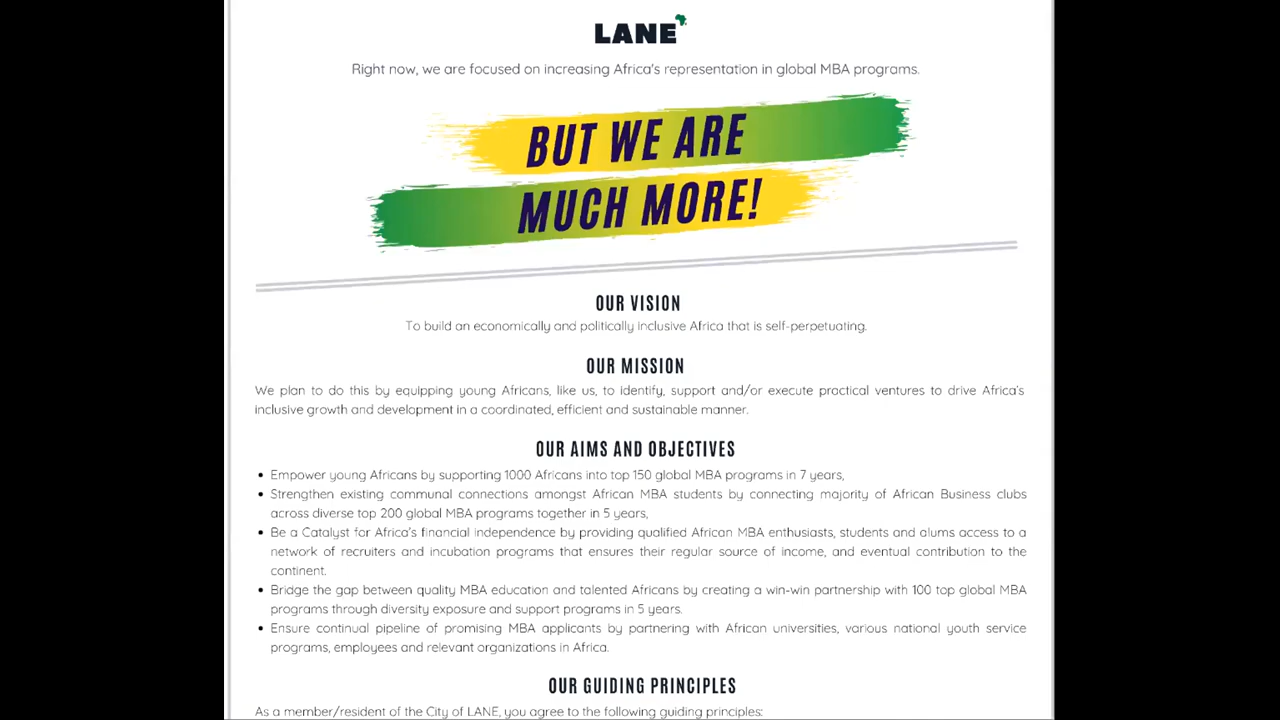 LANE
Right now, we are focused on increasing Africa's representation in global MBA programs.
BUT WE ARE
MUCH MORE!
OUR VISION
To build an economically and politically inclusive Africa that is self-perpetuating.
OUR MISSION
We plan to do this by equipping young Africans, like us, to identify, support and/or execute practical ventures to drive Africa's
inclusive growth and development in a coordinated, efficient and sustainable manner.
OUR AIMS AND OBJECTIVES
• Empower young Africans by supporting 1000 Africans into top 150 global MBA programs in 7 years,
• Strengthen existing communal connections amongst African MBA students by connecting majority of African Business clubs
across diverse top 200 global MBA programs together in 5 years,
• Be a Catalyst for Africa's financial independence by providing qualified African MBA enthusiasts, students and alums access to a
network of recruiters and incubation programs that ensures their regular source of income, and eventual contribution to the
continent.
• Bridge the gap between quality MBA education and talented Africans by creating a win-win partnership with 100 top global MBA
programs through diversity exposure and support programs in 5 years.
• Ensure continual pipeline of promising MBA applicants by partnering with African universities, various national youth service
programs, employees and relevant organizations in Africa.
OUR GUIDING PRINCIPLES
As a member/resident of the City of LANE, you agree to the following guiding principles: